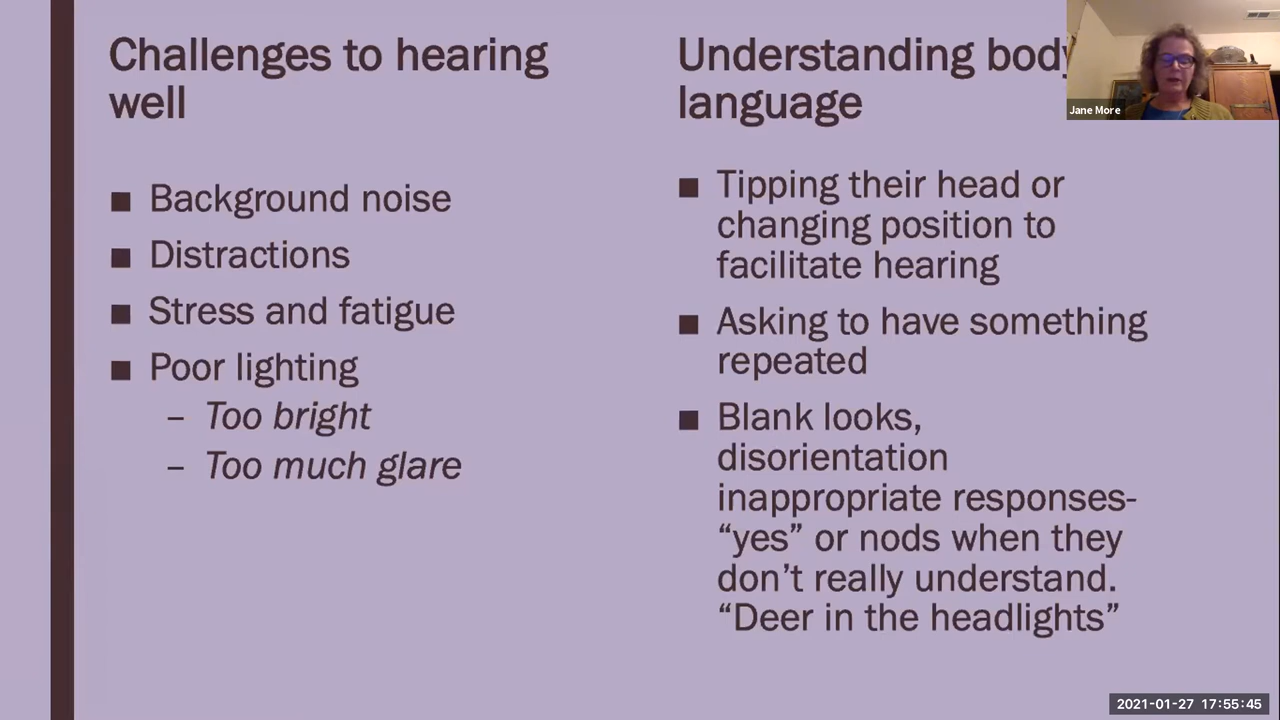 Challenges to hearing
well
■ Background noise
■ Distractions
■ Stress and fatigue
■ Poor lighting
– Too bright
– Too much glare
Understanding body
language
■ Tipping their head or
changing position to
facilitate hearing
■ Asking to have something
repeated
■ Blank looks,
disorientation
inappropriate responses-
“yes” or nods when they
don’t really understand.
“Deer in the headlights”
Jane More
2021-01-27 17:55:45